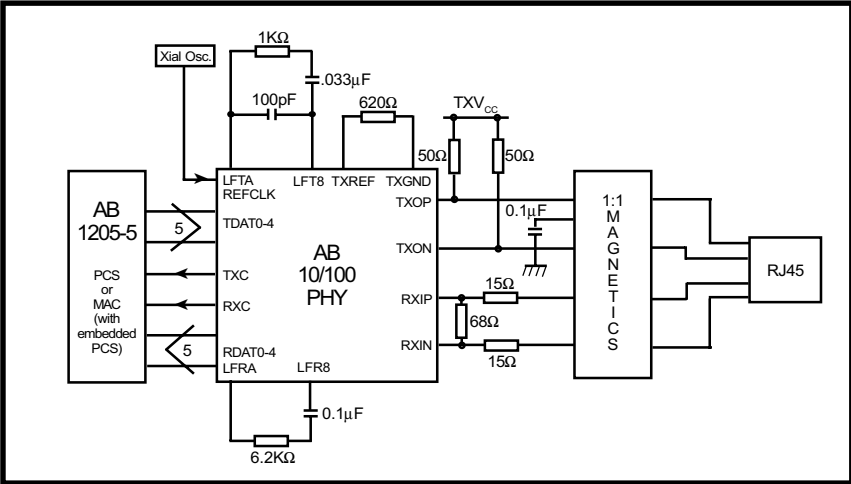 1KΩ
Xial Osc.
.033µF
100pF
620Ω
TXVCC
50Ω
50Ω
LFTA
REFCLK
LFT8
TXREF
TXGND
TXOP
1:1
MAGNETICS
0.1µF
AB
1205-5
5
TDAT0-4
AB
10/100
PHY
TXON
RJ45
PCS
or
MAC
(with
embedded
PCS)
TXC
RXC
RXIP
15Ω
68Ω
RXIN
15Ω
5
RDAT0-4
LFRA
LFR8
0.1µF
6.2KΩ